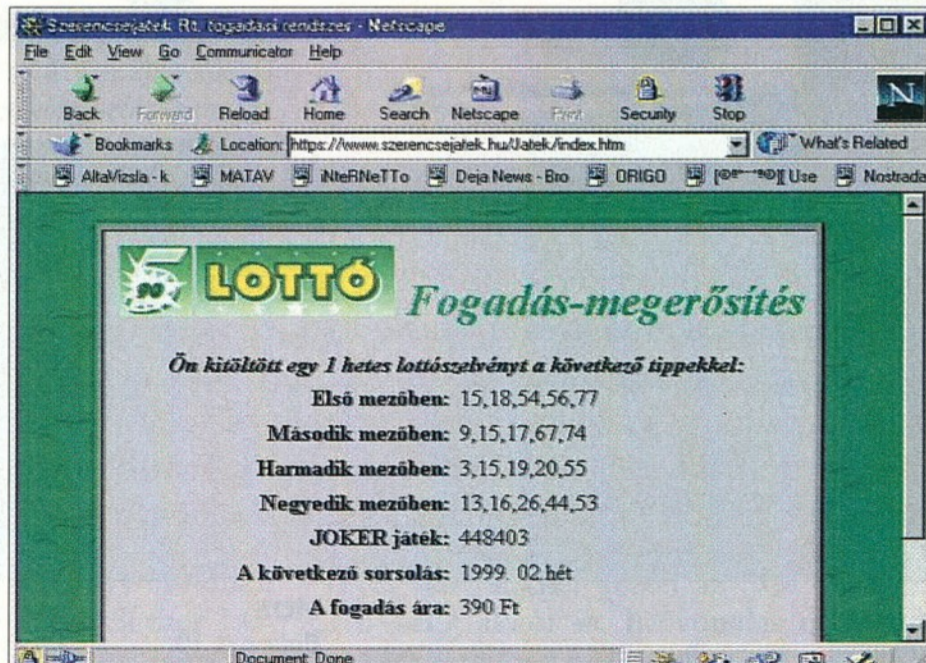 Szerencsejatek Rt. fogadási rendszer - Netscape
File Edit View Go Communicator Help
Back Forward Reload Home Search Netscape Print Security Stop
N
Bookmarks Location: https://www.szerencsejatek.hu/Jatek/index.htm What's Related
AltaVizsla - k MATAV iNteRNeTTo Deja News - Bro ORIGO Use Nostrada
5 90 LOTTÓ
Fogadás-megerősítés
Ön kitöltött egy 1 hetes lottószelvényt a következő tippekkel:
Első mezőben: 15,18,54,56,77
Második mezőben: 9,15,17,67,74
Harmadik mezőben: 3,15,19,20,55
Negyedik mezőben: 13,16,26,44,53
JOKER játék: 448403
A következő sorsolás: 1999. 02.hét
A fogadás ára: 390 Ft
Document: Done